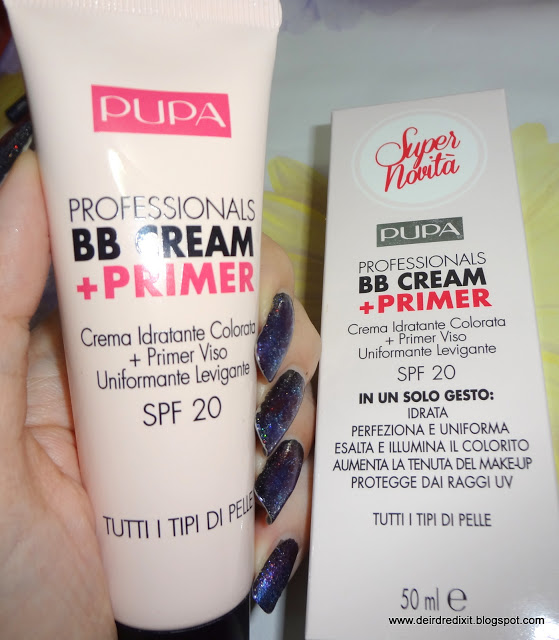 PUPA
PROFESSIONALS
BB CREAM
+PRIMER
Crema Idratante Colorata
+ Primer Viso
Uniformante Levigante
SPF 20
TUTTI I TIPI DI PELLE
Super
Novità
PUPA
PROFESSIONALS
BB CREAM
+PRIMER
Crema Idratante Colorata
+ Primer Viso
Uniformante Levigante
SPF 20
IN UN SOLO GESTO:
IDRATA
PERFEZIONA E UNIFORMA
ESALTA E ILLUMINA IL COLORITO
AUMENTA LA TENUTA DEL MAKE-UP
PROTEGGE DAI RAGGI UV
TUTTI I TIPI DI PELLE
50 ml e
www.deirdredixit.blogspot.com